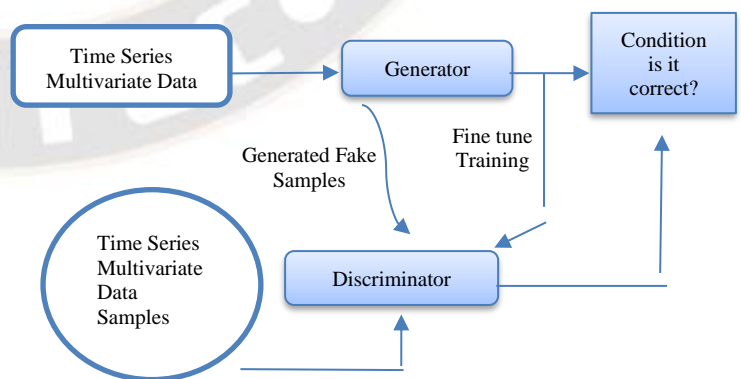 Time Series
Multivariate Data
Generator
Condition
is it
correct?
Generated Fake
Samples
Fine tune
Training
Time Series
Multivariate
Data
Samples
Discriminator